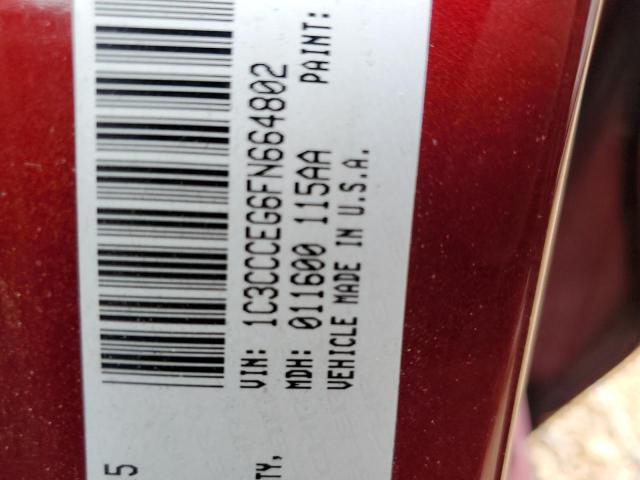 5
TY,
VIN: 1C3CCCEG6FN664802
MDH: 011600 115AA PAINT:
VEHICLE MADE IN U.S.A.